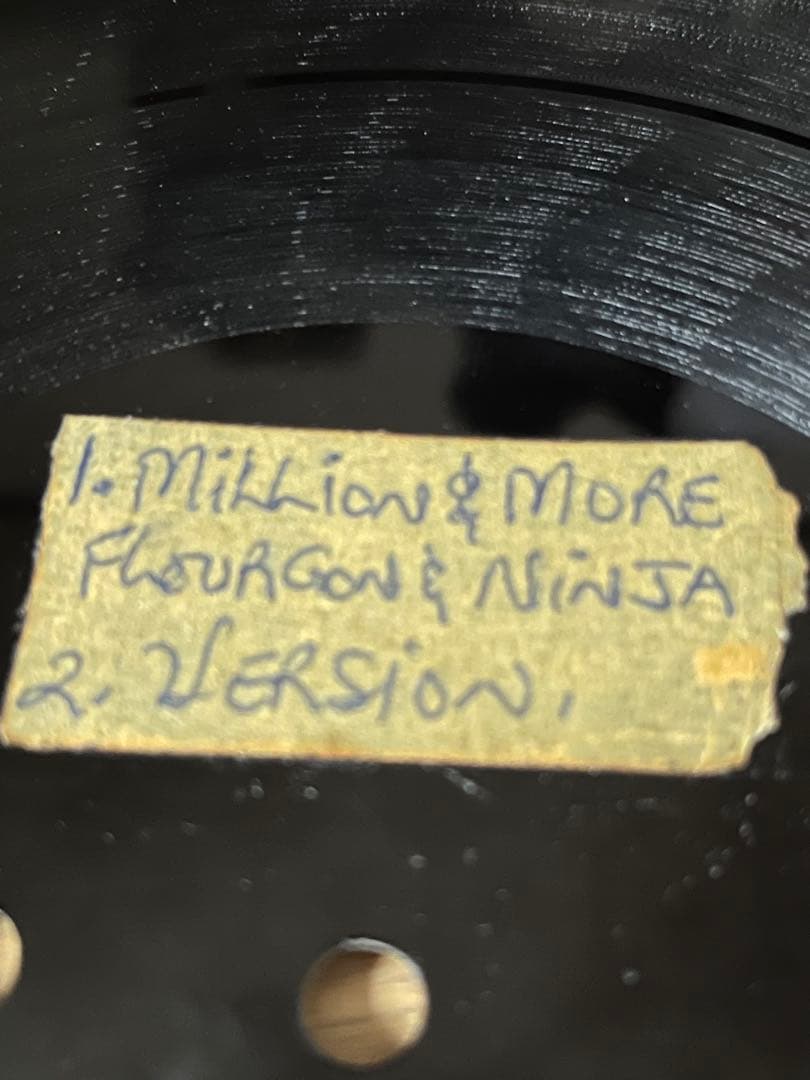 1. MiLLiON & MORE
FLOURGON & NiNJA
2. VERSiON.